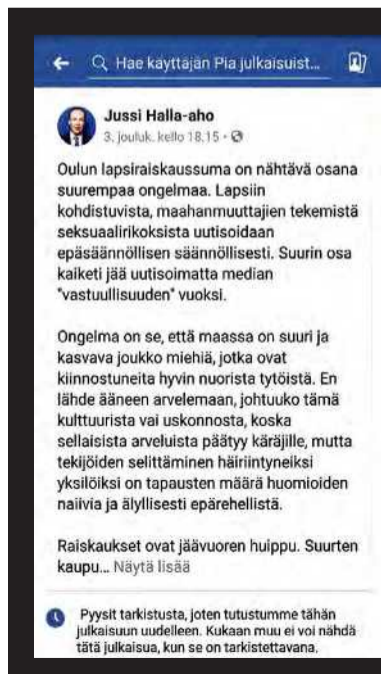 Hae käyttäjän Pia julkaisuist...
Jussi Halla-aho
3. jouluk. kello 18.15 •
Oulun lapsiraiskaussuma on nähtävä osana
suurempaa ongelmaa. Lapsiin
kohdistuvista, maahanmuuttajien tekemistä
seksuaalirikoksista uutisoidaan
epäsäännöllisen säännöllisesti. Suurin osa
kaiketi jää uutisoimatta median
"vastuullisuuden" vuoksi.
Ongelma on se, että maassa on suuri ja
kasvava joukko miehiä, jotka ovat
kiinnostuneita hyvin nuorista tytöistä. En
lähde ääneen arvelemaan, johtuuko tämä
kulttuurista vai uskonnosta, koska
sellaisista arveluista päätyy käräjille, mutta
tekijöiden selittäminen häiriintyneiksi
yksilöiksi on tapausten määrä huomioiden
naiivia ja älyllisesti epärehellistä.
Raiskaukset ovat jäävuoren huippu. Suurten
kaupu... Näytä lisää
Pyysit tarkistusta, joten tutustumme tähän
julkaisuun uudelleen. Kukaan muu ei voi nähdä
tätä julkaisua, kun se on tarkistettavana.